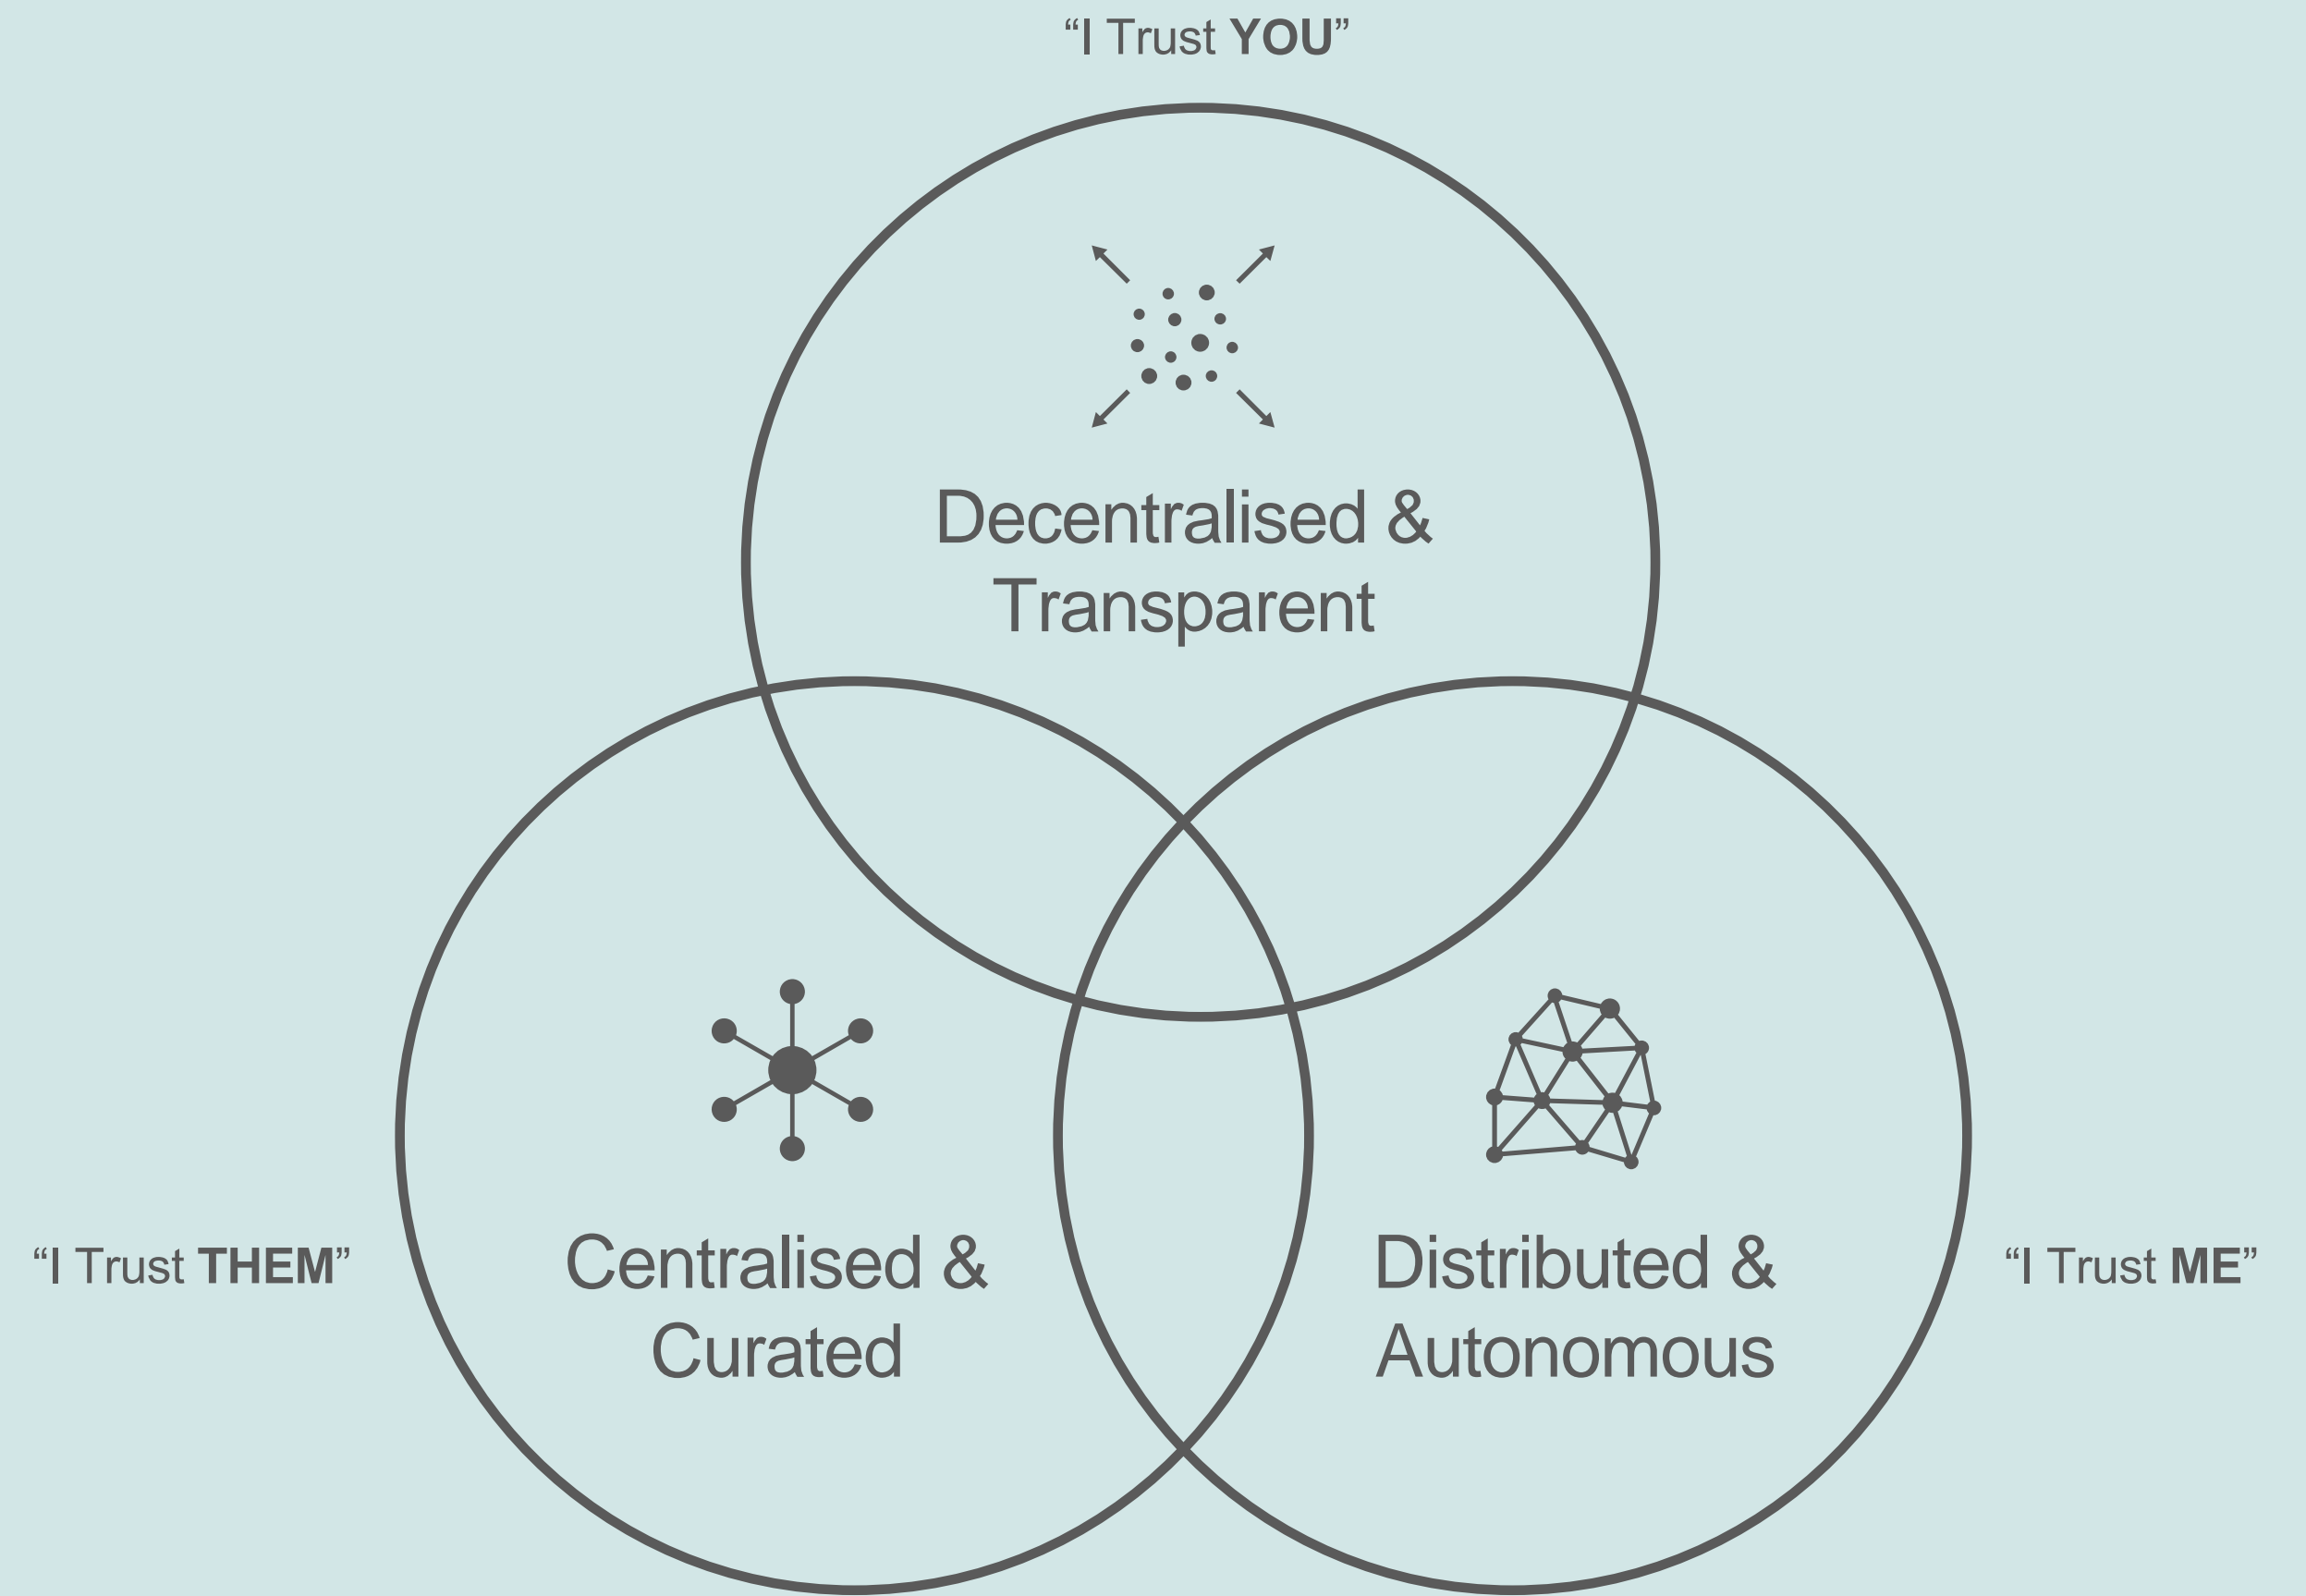 “I Trust YOU”
Decentralised &
Transparent
Centralised &
Curated
Distributed &
Autonomous
“I Trust THEM”
“I Trust ME”